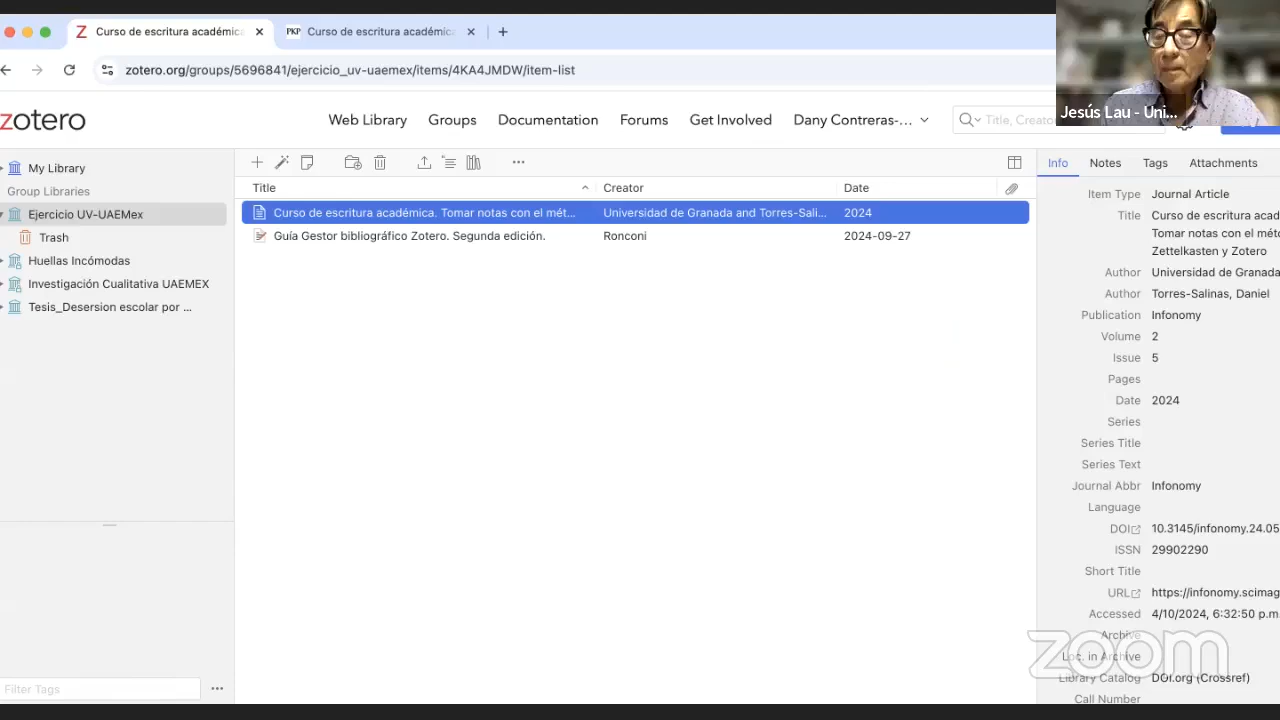 Curso de escritura académica
PKP Curso de escritura académica
zotero.org/groups/5696841/ejercicio_uv-uaemex/items/4KA4JMDW/item-list
Jesús Lau - Uni...
zotero
Web Library Groups Documentation Forums Get Involved Dany Contreras-... Title, Creato
My Library
Group Libraries
Ejercicio UV-UAEMex
Trash
Huellas Incómodas
Investigación Cualitativa UAEMEX
Tesis_Desersion escolar por ...
Filter Tags
Title Creator Date
Curso de escritura académica. Tomar notas con el mét... Universidad de Granada and Torres-Sali... 2024
Guía Gestor bibliográfico Zotero. Segunda edición. Ronconi 2024-09-27
Info Notes Tags Attachments
Item Type Journal Article
Title Curso de escritura acad
Tomar notas con el méto
Zettelkasten y Zotero
Author Universidad de Granada
Author Torres-Salinas, Daniel
Publication Infonomy
Volume 2
Issue 5
Pages
Date 2024
Series
Series Title
Series Text
Journal Abbr Infonomy
Language
DOI 10.3145/infonomy.24.05
ISSN 29902290
Short Title
URL https://infonomy.scimag
Accessed 4/10/2024, 6:32:50 p.m.
Archive
Loc. in Archive
Library Catalog DOI.org (Crossref)
Call Number
zoom